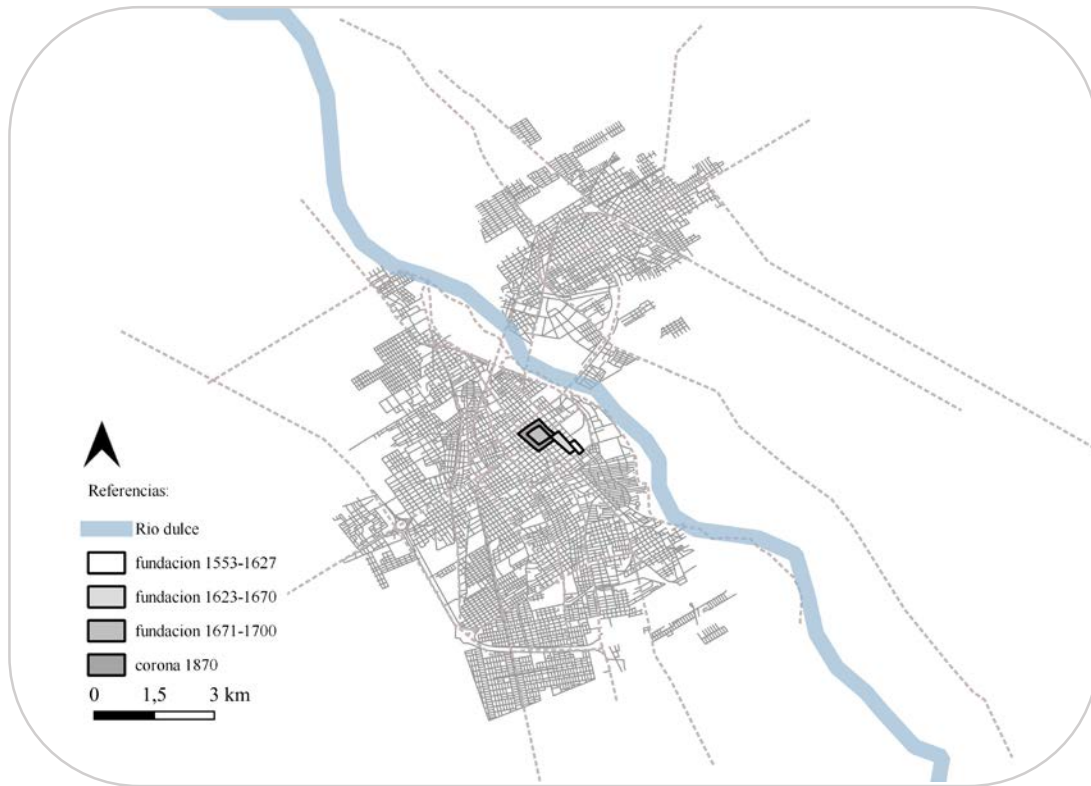 Referencias:
Rio dulce
fundacion 1553-1627
fundacion 1623-1670
fundacion 1671-1700
corona 1870
0 1,5 3 km